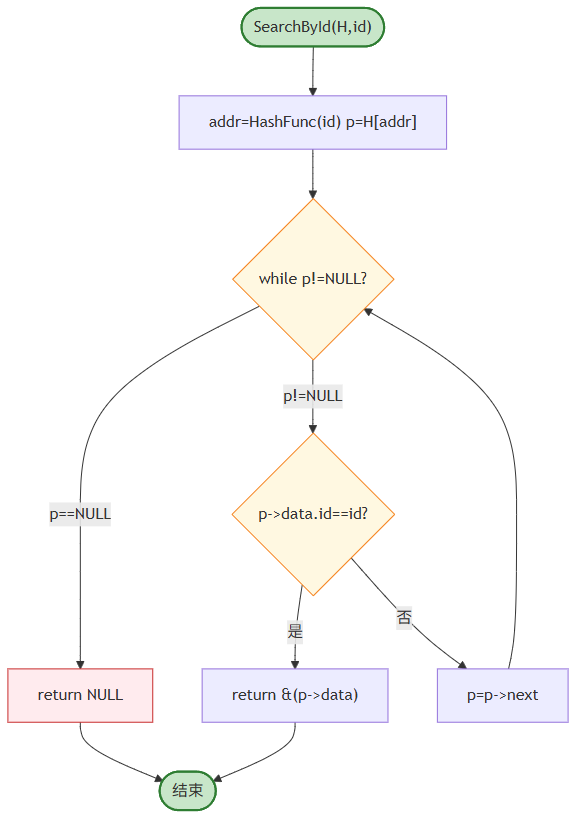 SearchById(H,id)
addr=HashFunc(id) p=H[addr]
while p!=NULL?
p!=NULL
p==NULL
p->data.id==id?
是
否
return NULL
return &(p->data)
p=p->next
结束